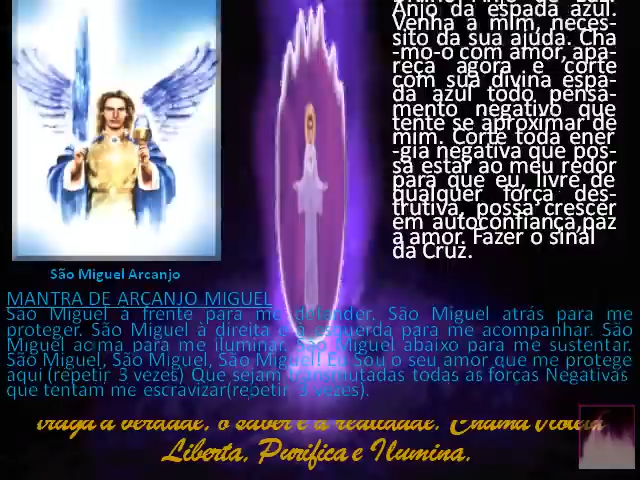 Anjo da espada azul.
Venha a mim, neces-
sito da sua ajuda. Cha
-mo-o com amor, apa-
reça agora e corte
com sua divina espa-
da azul todo pensa-
mento negativo que
tente se aproximar de
mim. Corte toda ener
-gia negativa que pos-
sa estar ao meu redor
para que eu, livre de
qualquer força des-
trutiva, possa crescer
em autoconfiança,paz
a amor. Fazer o sinal
da Cruz.
São Miguel Arcanjo
MANTRA DE ARCANJO MIGUEL
São Miguel à frente para me defender. São Miguel atrás para me
proteger. São Miguel à direita e à esquerda para me acompanhar. São
Miguel acima para me iluminar. São Miguel abaixo para me sustentar.
São Miguel, São Miguel, São Miguel! Eu Sou o seu amor que me protege
aqui (repetir 3 vezes) Que sejam transmutadas todas as forças Negativas
que tentam me escravizar(repetir 3 vezes).
traga a verdade, o saber e a realidade. Chama Violeta
Liberta, Purifica e Ilumina.